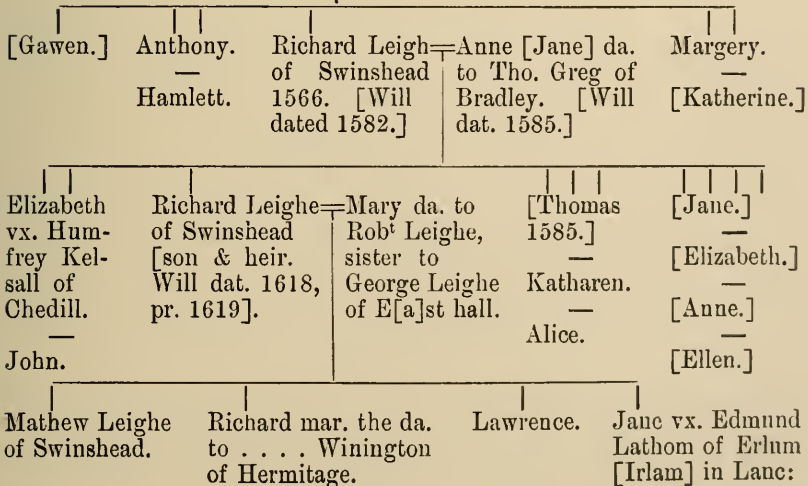 [Gawen.]
Anthony.
—
Hamlett.
Richard Leigh
of Swinshead
1566. [Will
dated 1582.]
Anne [Jane] da.
to Tho. Greg of
Bradley. [Will
dat. 1585.]
Margery.
—
[Katherine.]
Elizabeth
vx. Hum-
frey Kel-
sall of
Chedill.
—
John.
Richard Leighe
of Swinshead
[son & heir.
Will dat. 1618,
pr. 1619].
Mary da. to
Robᵗ Leighe,
sister to
George Leighe
of E[a]st hall.
[Thomas
1585.]
—
Katharen.
—
Alice.
[Jane.]
—
[Elizabeth.]
—
[Anne.]
—
[Ellen.]
Mathew Leighe
of Swinshead.
Richard mar. the da.
to . . . . Winington
of Hermitage.
Lawrence.
Jane vx. Edmund
Lathom of Erlum
[Irlam] in Lanc: